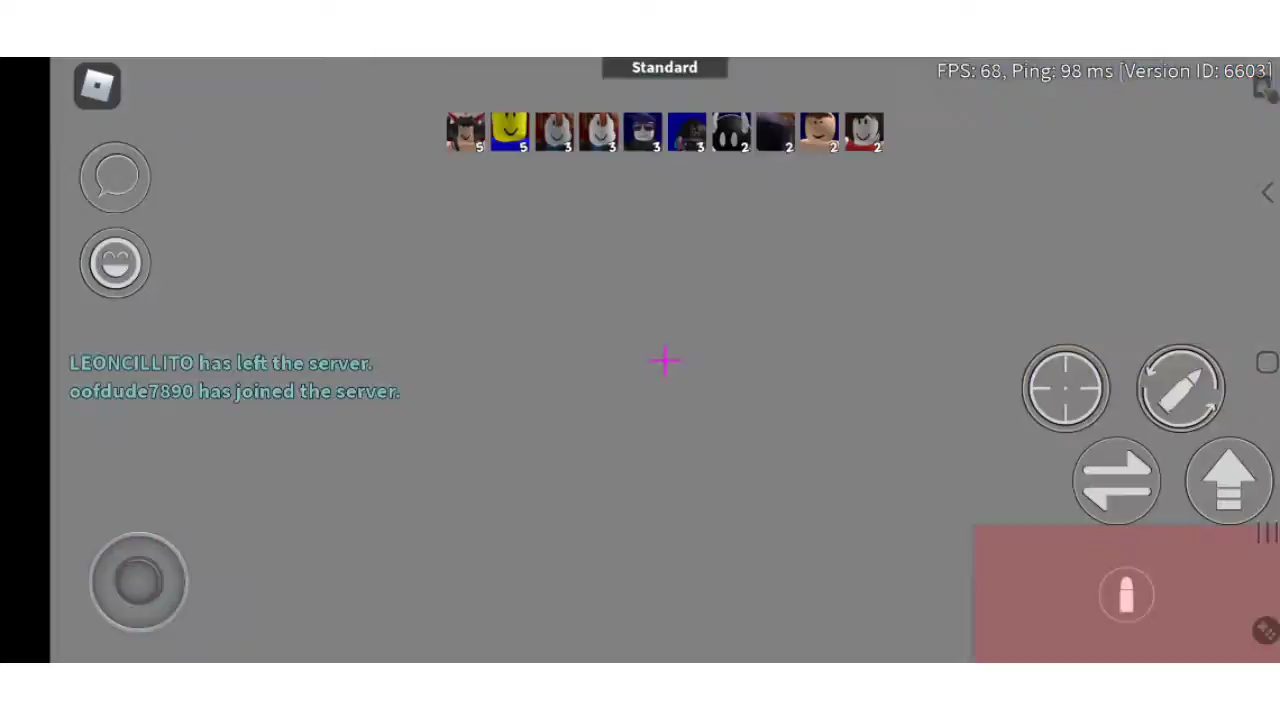 Standard
FPS: 68, Ping: 98 ms [Version ID: 6603]
5 5 3 3 3 3 2 2 2 2
LEONCILLITO has left the server.
oofdude7890 has joined the server.